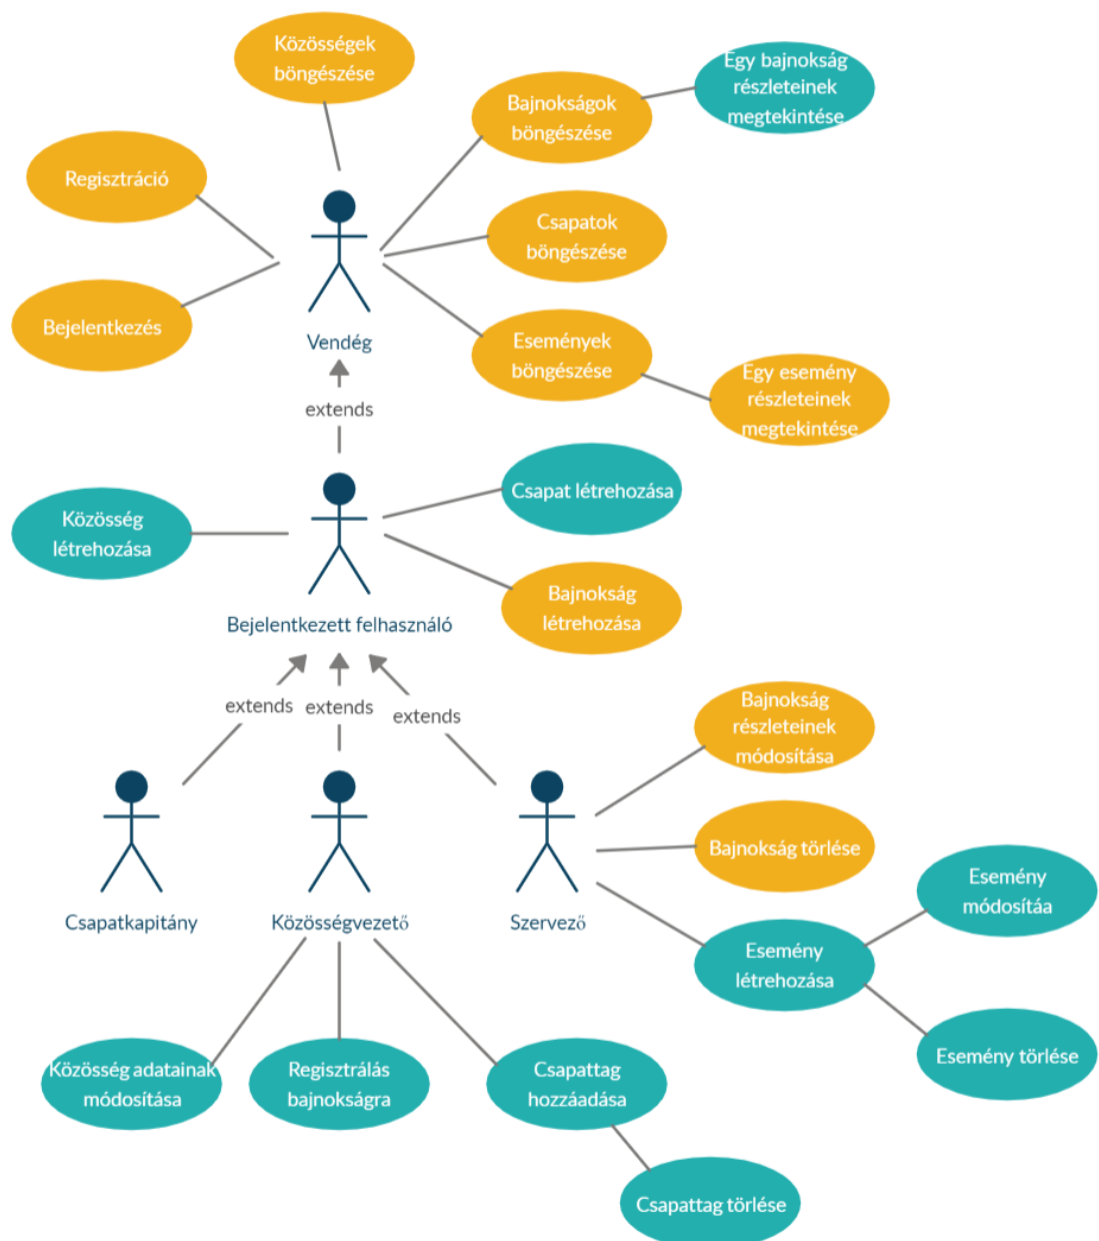 Közösségek
böngészése
Egy bajnokság
részleteinek
megtekintése
Bajnokságok
böngészése
Regisztráció
Csapatok
böngészése
Bejelentkezés
Események
böngészése
Egy esemény
részleteinek
megtekintése
Vendég
extends
Csapat létrehozása
Közösség
létrehozása
Bajnokság
létrehozása
Bejelentkezett felhasználó
extends
extends
extends
Bajnokság
részleteinek
módosítása
Bajnokság törlése
Esemény
módosítáa
Csapatkapitány
Közösségvezető
Szervező
Esemény
létrehozása
Esemény törlése
Közösség adatainak
módosítása
Regisztrálás
bajnokságra
Csapattag
hozzáadása
Csapattag törlése